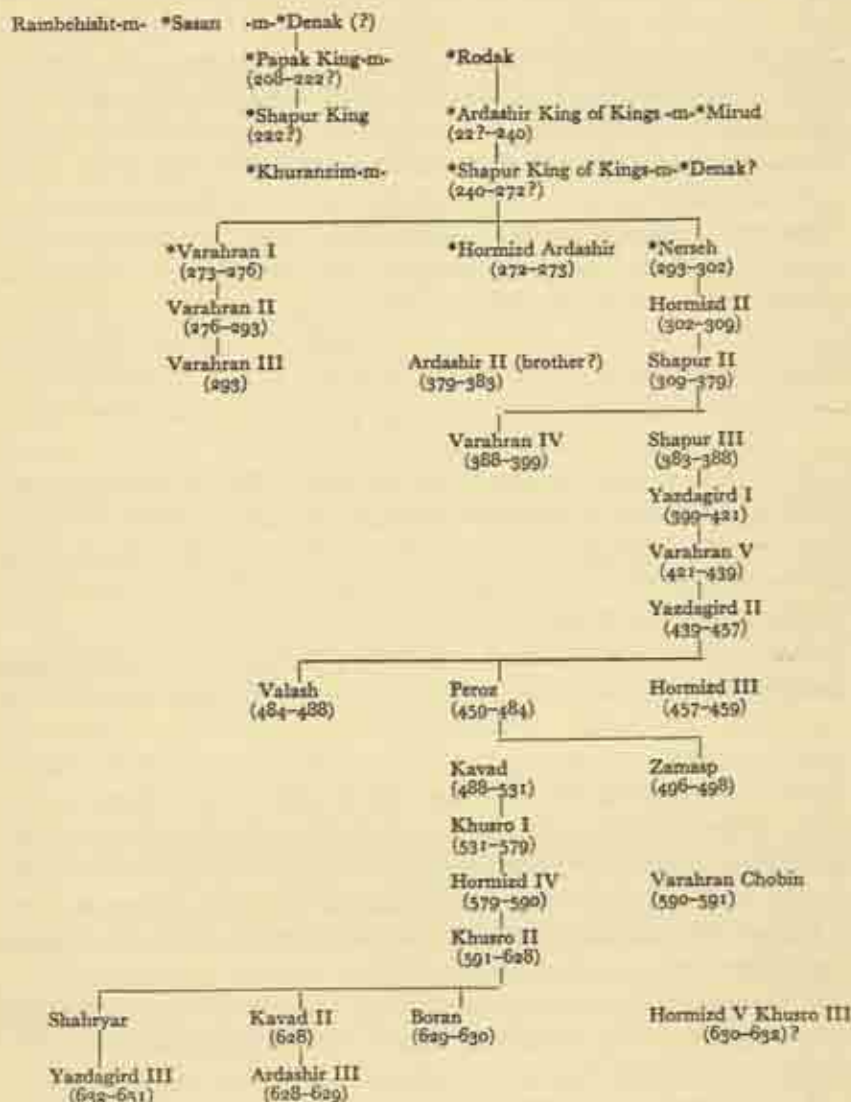 Rambehisht-m- *Sasan -m-*Denak (?)
*Papak King-m- *Rodak
(208–222?)
*Shapur King *Ardashir King of Kings -m-*Mirud
(222?) (22?–240)
*Khuranzim-m- *Shapur King of Kings-m-*Denak?
(240–272?)
*Varahran I *Hormizd Ardashir *Nerseh
(273–276) (272–273) (293–302)
Varahran II Hormizd II
(276–293) (302–309)
Varahran III Ardashir II (brother?) Shapur II
(293) (379–383) (309–379)
Varahran IV Shapur III
(388–399) (383–388)
Yazdagird I
(399–421)
Varahran V
(421–439)
Yazdagird II
(439–457)
Valash Peroz Hormizd III
(484–488) (459–484) (457–459)
Kavad Zamasp
(488–531) (496–498)
Khusro I
(531–579)
Hormizd IV Varahran Chobin
(579–590) (590–591)
Khusro II
(591–628)
Shahryar Kavad II Boran Hormizd V Khusro III
(628) (629–630) (630–632)?
Yazdagird III Ardashir III
(632–651) (628–629)